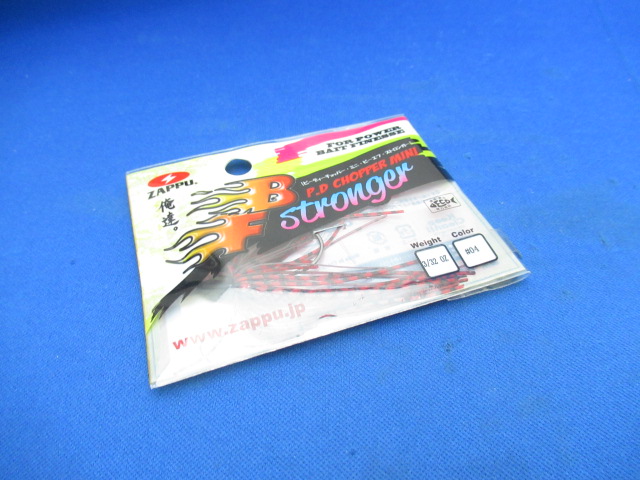 ZAPPU.
俺達。
FOR POWER
BAIT FINESSE
B
F
P.D CHOPPER MINI
stronger
Weight
3/32 OZ
Color
#04
www.zappu.jp